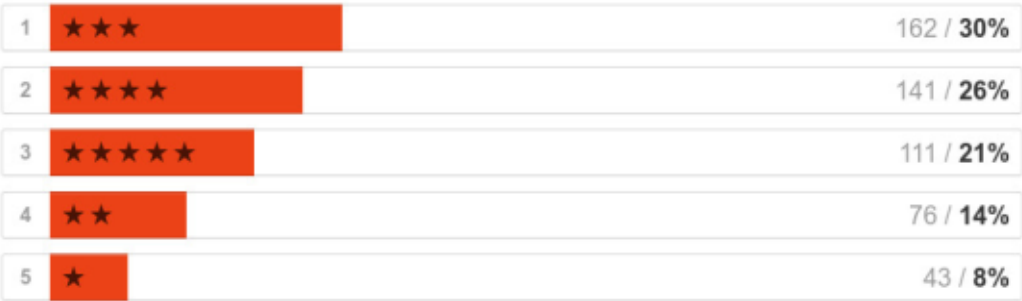 1 ★★★ 162 / 30%
2 ★★★★ 141 / 26%
3 ★★★★★ 111 / 21%
4 ★★ 76 / 14%
5 ★ 43 / 8%